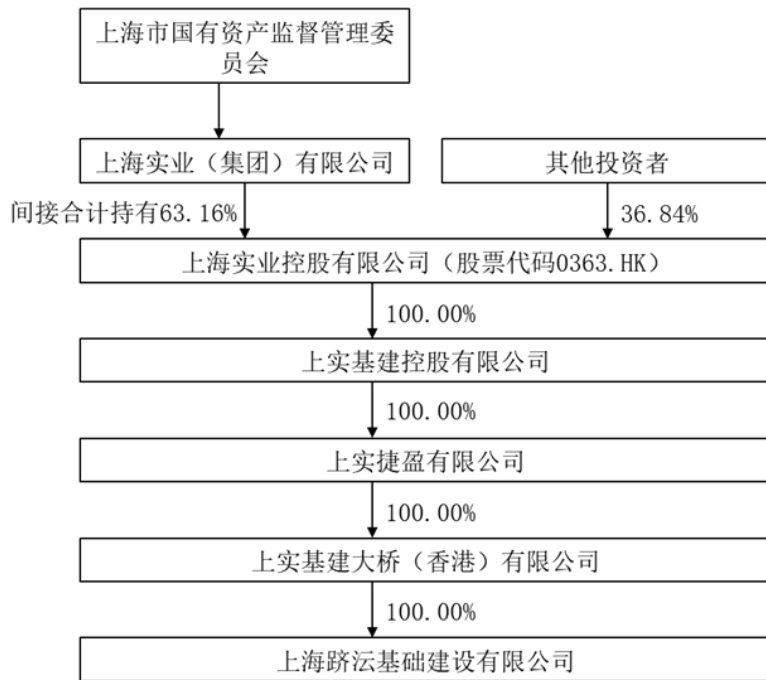 上海市国有资产监督管理委
员会
上海实业（集团）有限公司
其他投资者
间接合计持有63.16%
36.84%
上海实业控股有限公司（股票代码0363.HK）
100.00%
上实基建控股有限公司
100.00%
上实捷盈有限公司
100.00%
上实基建大桥（香港）有限公司
100.00%
上海跻沄基础建设有限公司